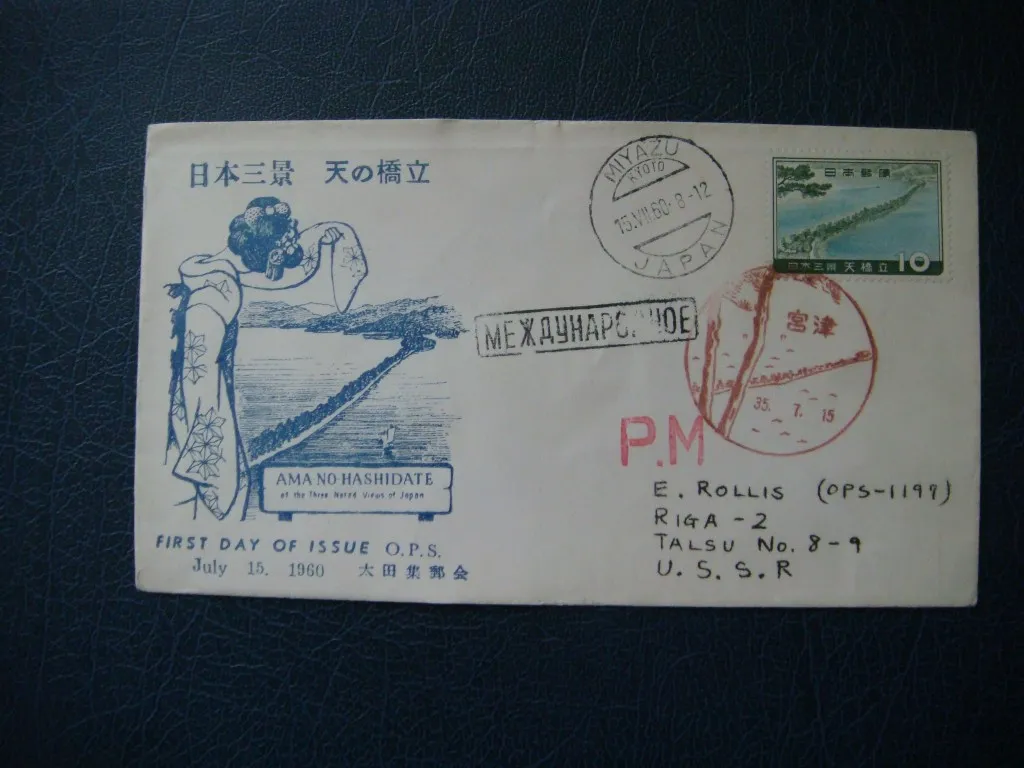 日本三景 天の橋立
MIYAZU
KYOTO
15.VII.60.8-12
JAPAN
日本郵便
日本三景 天橋立 10
МЕЖДУНАРОДНОЕ
宮津
35. 7. 15
P.M
AMA NO HASHIDATE
of the Three Noted Views of Japan
FIRST DAY OF ISSUE O.P.S.
July 15. 1960 太田集郵会
E. ROLLIS (OPS-1197)
RIGA - 2
TALSU No. 8-9
U.S.S.R